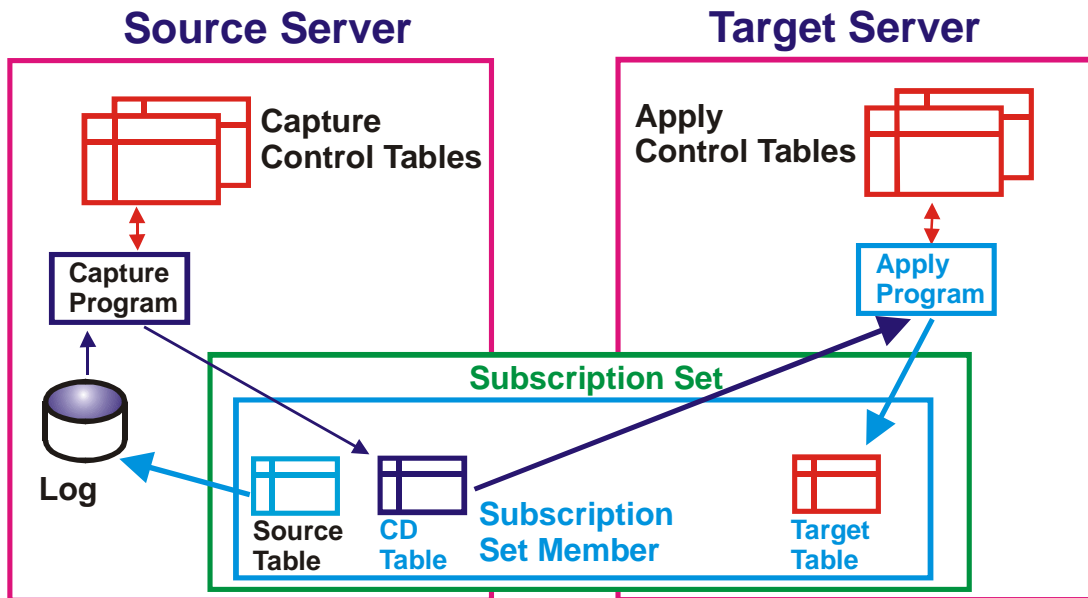 Source Server
Target Server
Capture
Control Tables
Apply
Control Tables
Capture
Program
Apply
Program
Subscription Set
Log
Source
Table
CD
Table
Subscription
Set Member
Target
Table